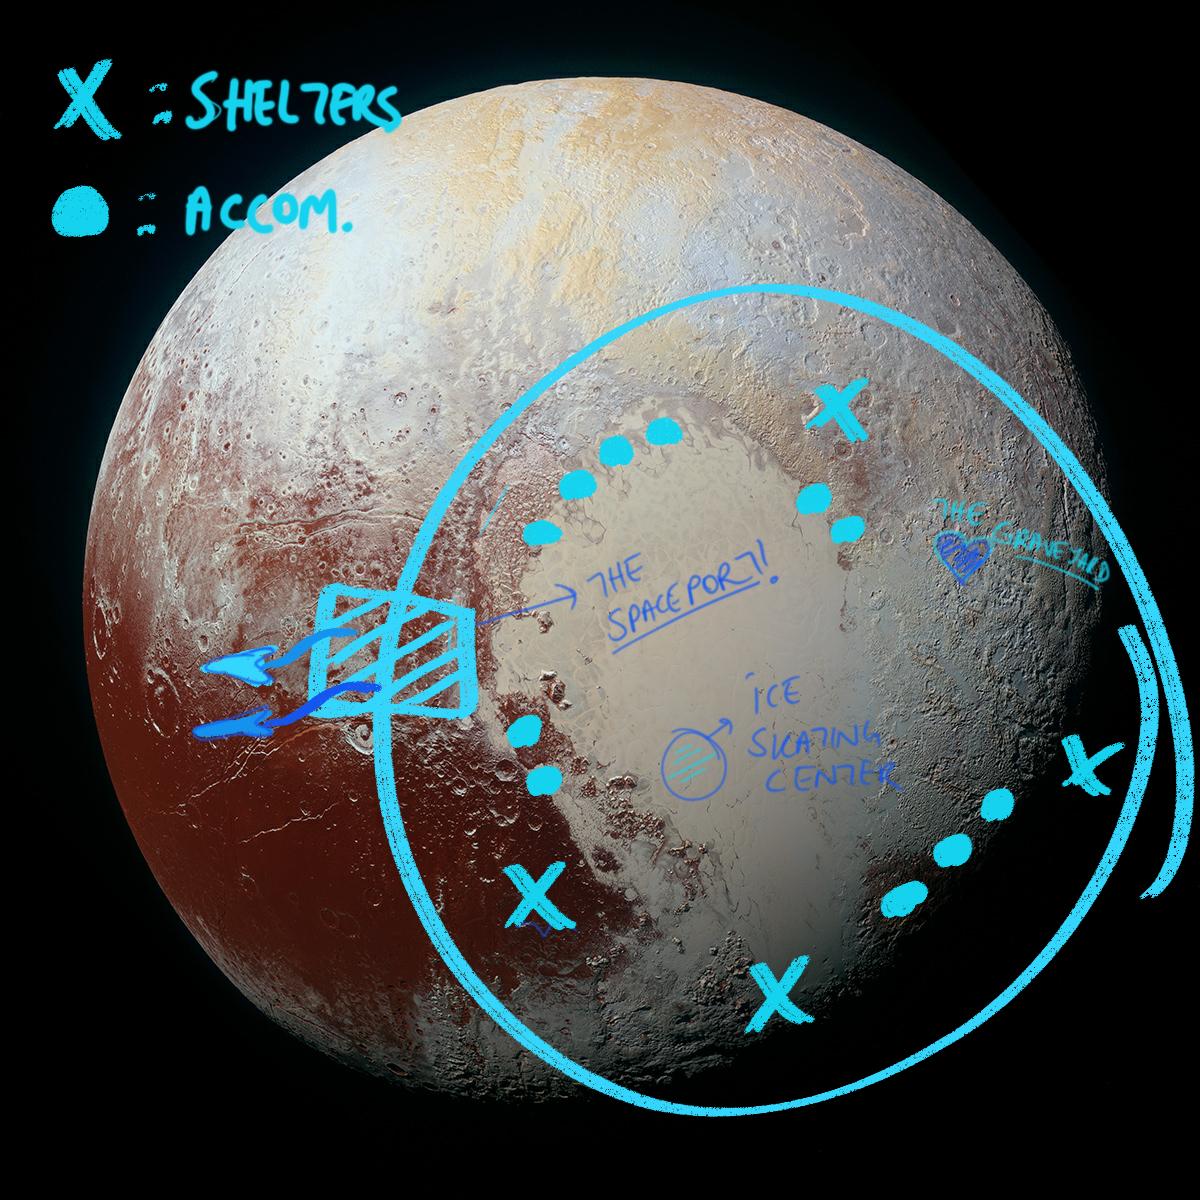 X : SHELTERS
: ACCOM.
THE
GRAVEYARD
THE
SPACEPORT!
ICE
SKATING
CENTER